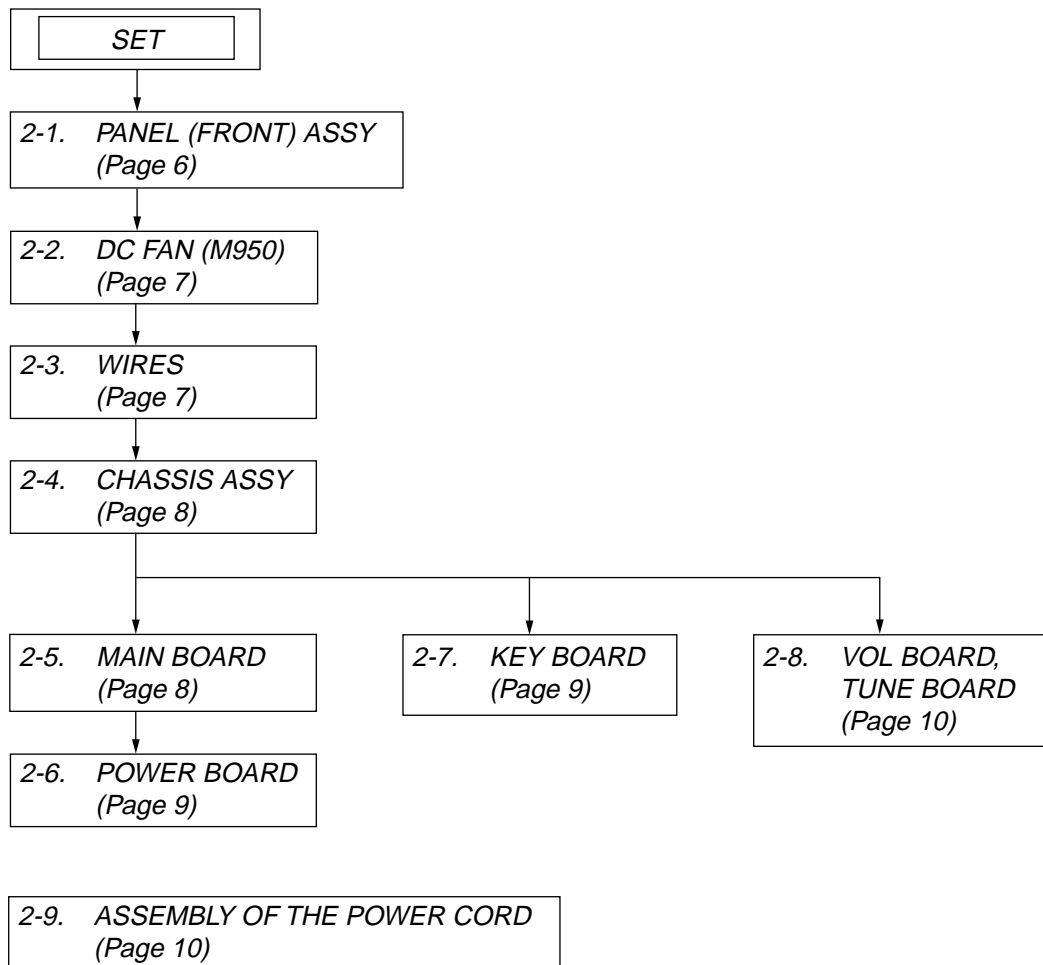 SET
2-1. PANEL (FRONT) ASSY
(Page 6)
2-2. DC FAN (M950)
(Page 7)
2-3. WIRES
(Page 7)
2-4. CHASSIS ASSY
(Page 8)
2-5. MAIN BOARD
(Page 8)
2-7. KEY BOARD
(Page 9)
2-8. VOL BOARD,
TUNE BOARD
(Page 10)
2-6. POWER BOARD
(Page 9)
2-9. ASSEMBLY OF THE POWER CORD
(Page 10)